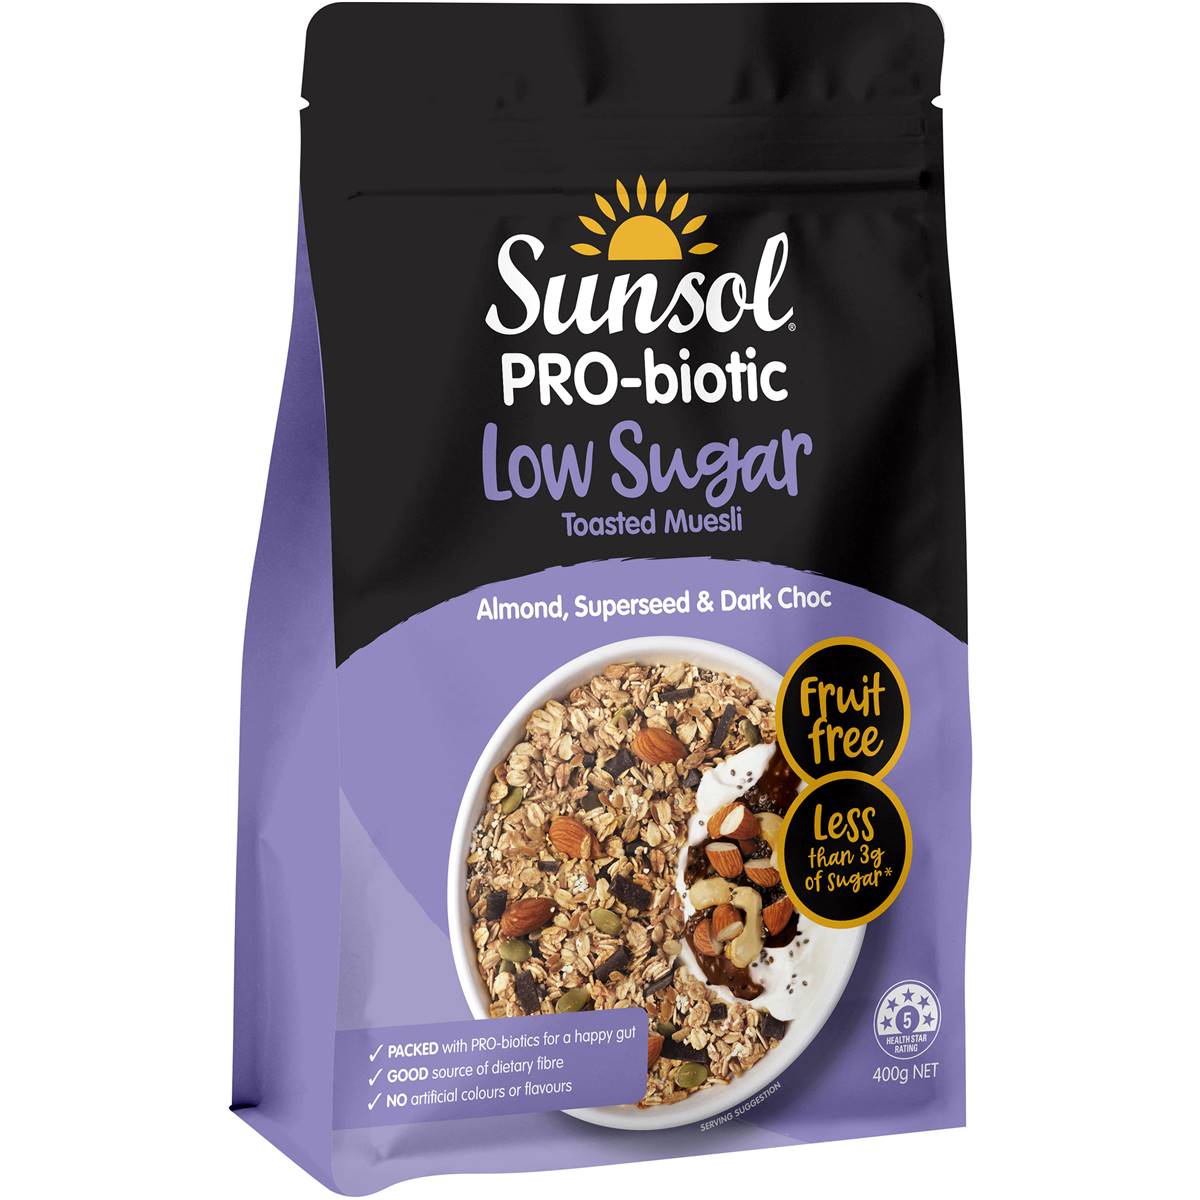 Sunsol®
PRO-biotic
Low Sugar
Toasted Muesli
Almond, Superseed & Dark Choc
Fruit
free
Less
than 3g
of sugar*
✓ PACKED with PRO-biotics for a happy gut
✓ GOOD source of dietary fibre
✓ NO artificial colours or flavours
5
HEALTH STAR
RATING
400g NET
SERVING SUGGESTION